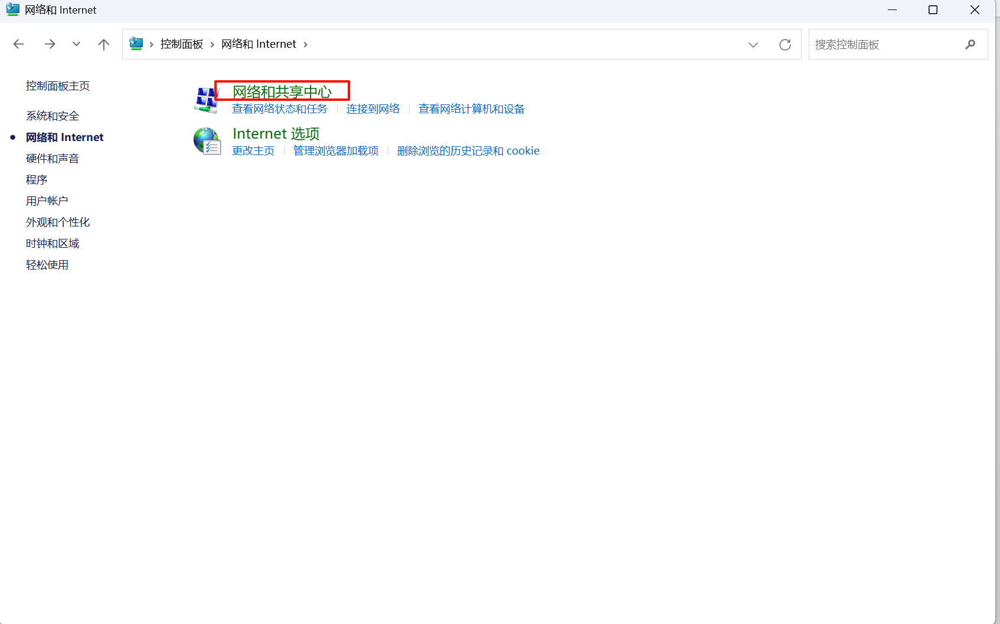 网络和 Internet
控制面板 › 网络和 Internet ›
搜索控制面板
控制面板主页
系统和安全
网络和 Internet
硬件和声音
程序
用户帐户
外观和个性化
时钟和区域
轻松使用
网络和共享中心
查看网络状态和任务 | 连接到网络 | 查看网络计算机和设备
Internet 选项
更改主页 | 管理浏览器加载项 | 删除浏览的历史记录和 cookie